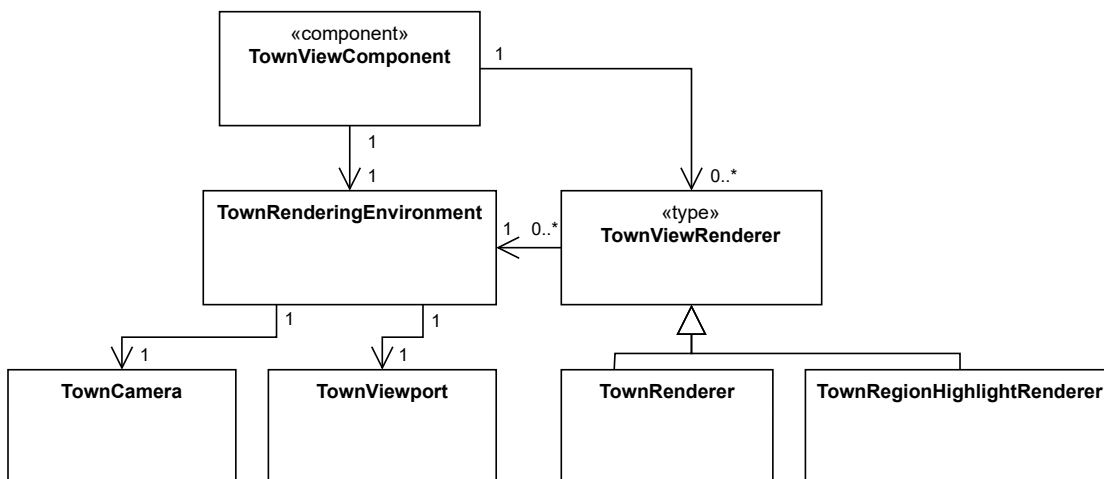 «component»
TownViewComponent
1
1
1
0..*
TownRenderingEnvironment
«type»
TownViewRenderer
1
0..*
1
1
1
1
TownCamera
TownViewport
TownRenderer
TownRegionHighlightRenderer